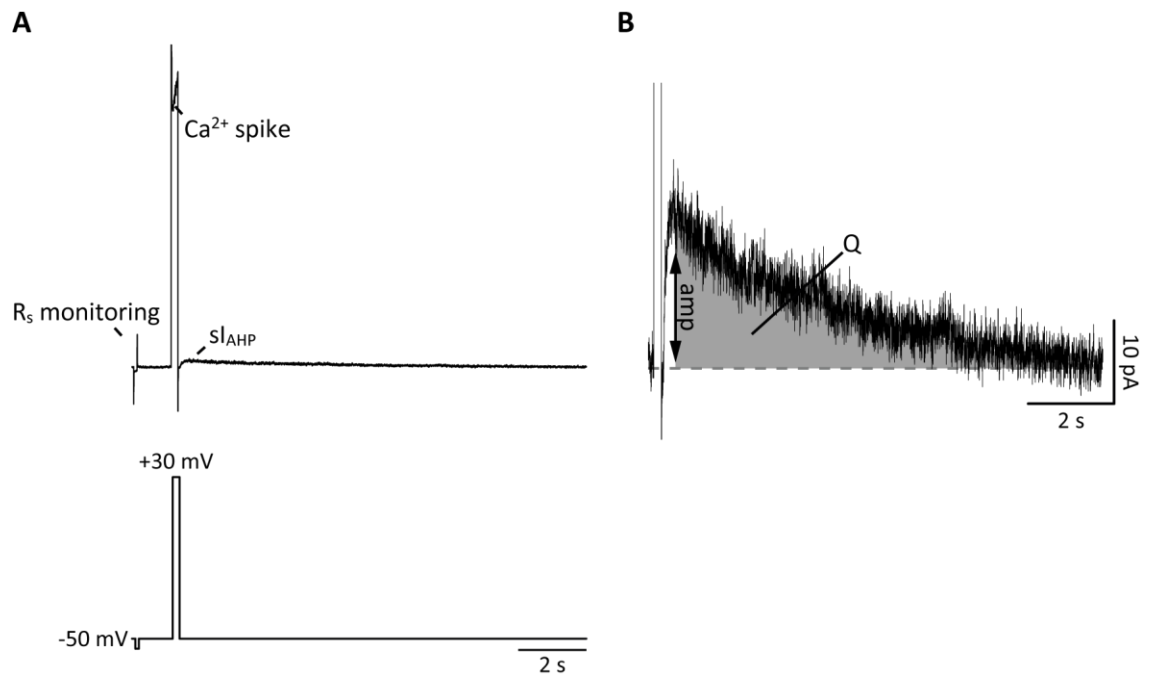 A
Ca²⁺ spike
Rₛ monitoring
sI_AHP
+30 mV
-50 mV
2 s
B
Q
amp
10 pA
2 s